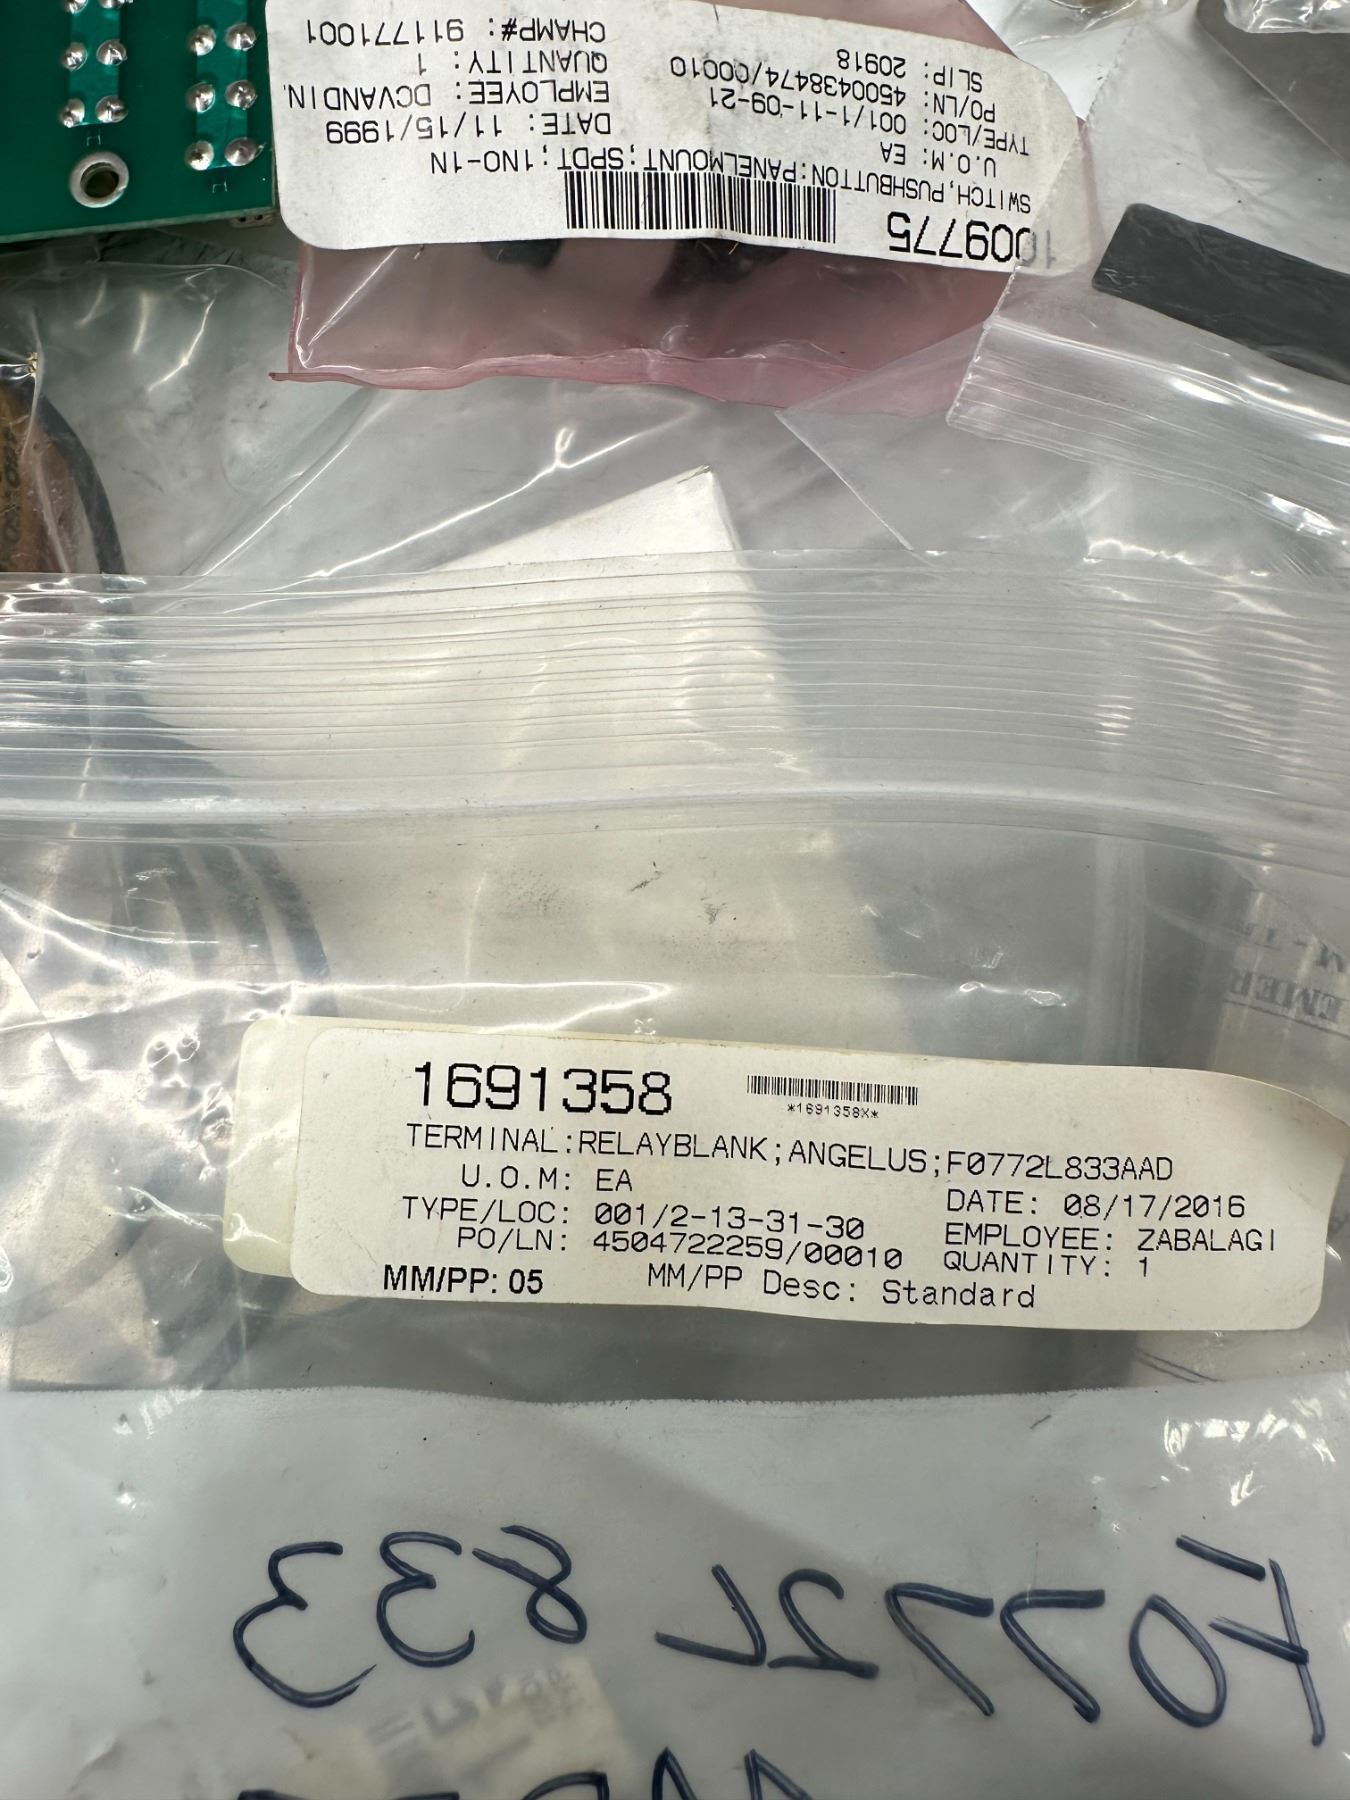 1009775
SWITCH,PUSHBUTTON:PANELMOUNT;SPDT;1NO-1N
U.O.M: EA
DATE: 11/15/1999
TYPE/LOC: 001/1-11-09-21
EMPLOYEE: DCVANDIN
PO/LN: 4500438474/00010
QUANTITY: 1
SLIP: 20918
CHAMP#: 911771001
1691358
*1691358X*
TERMINAL:RELAYBLANK;ANGELUS;F0772L833AAD
U.O.M: EA
DATE: 08/17/2016
TYPE/LOC: 001/2-13-31-30
EMPLOYEE: ZABALAGI
PO/LN: 4504722259/00010
QUANTITY: 1
MM/PP: 05
MM/PP Desc: Standard
F0772L 833